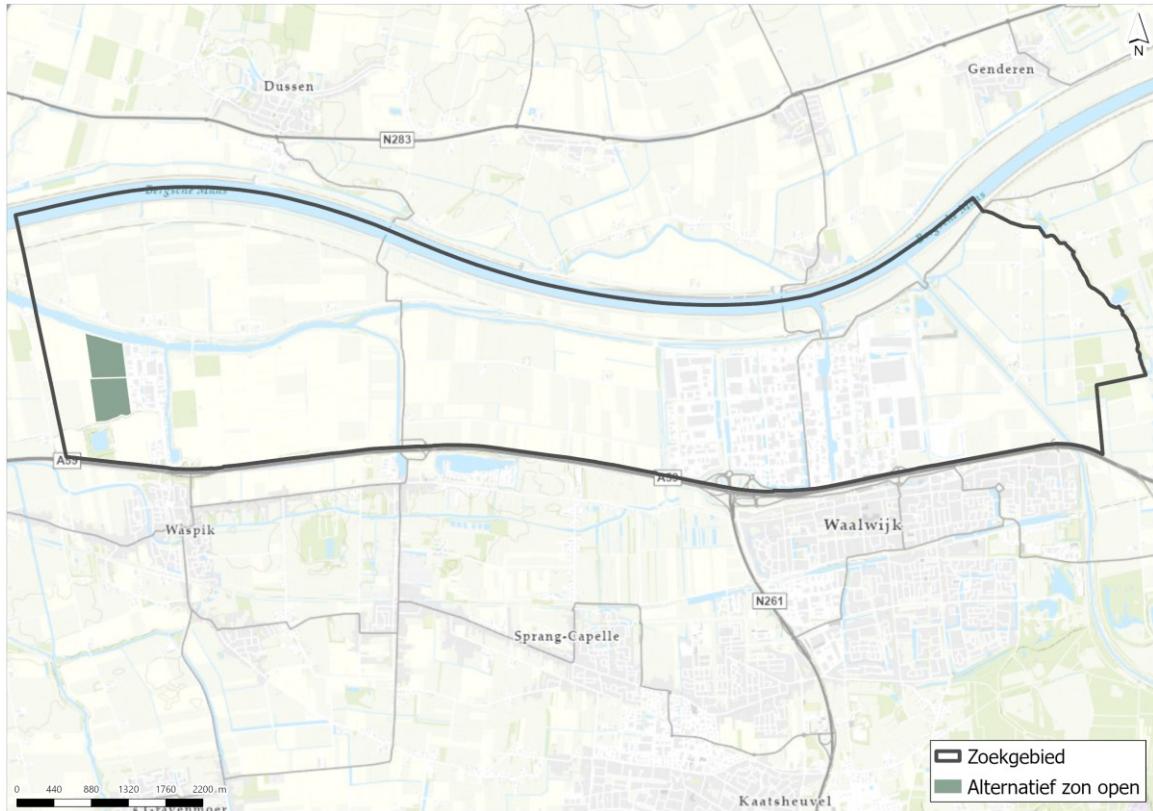 N
Dussen
Genderen
N283
Bergsche Maas
A59
A59
Waspik
Waalwijk
N261
Sprang-Capelle
Kaatsheuvel
Zoekgebied
Alternatief zon open
0 440 880 1320 1760 2200 m